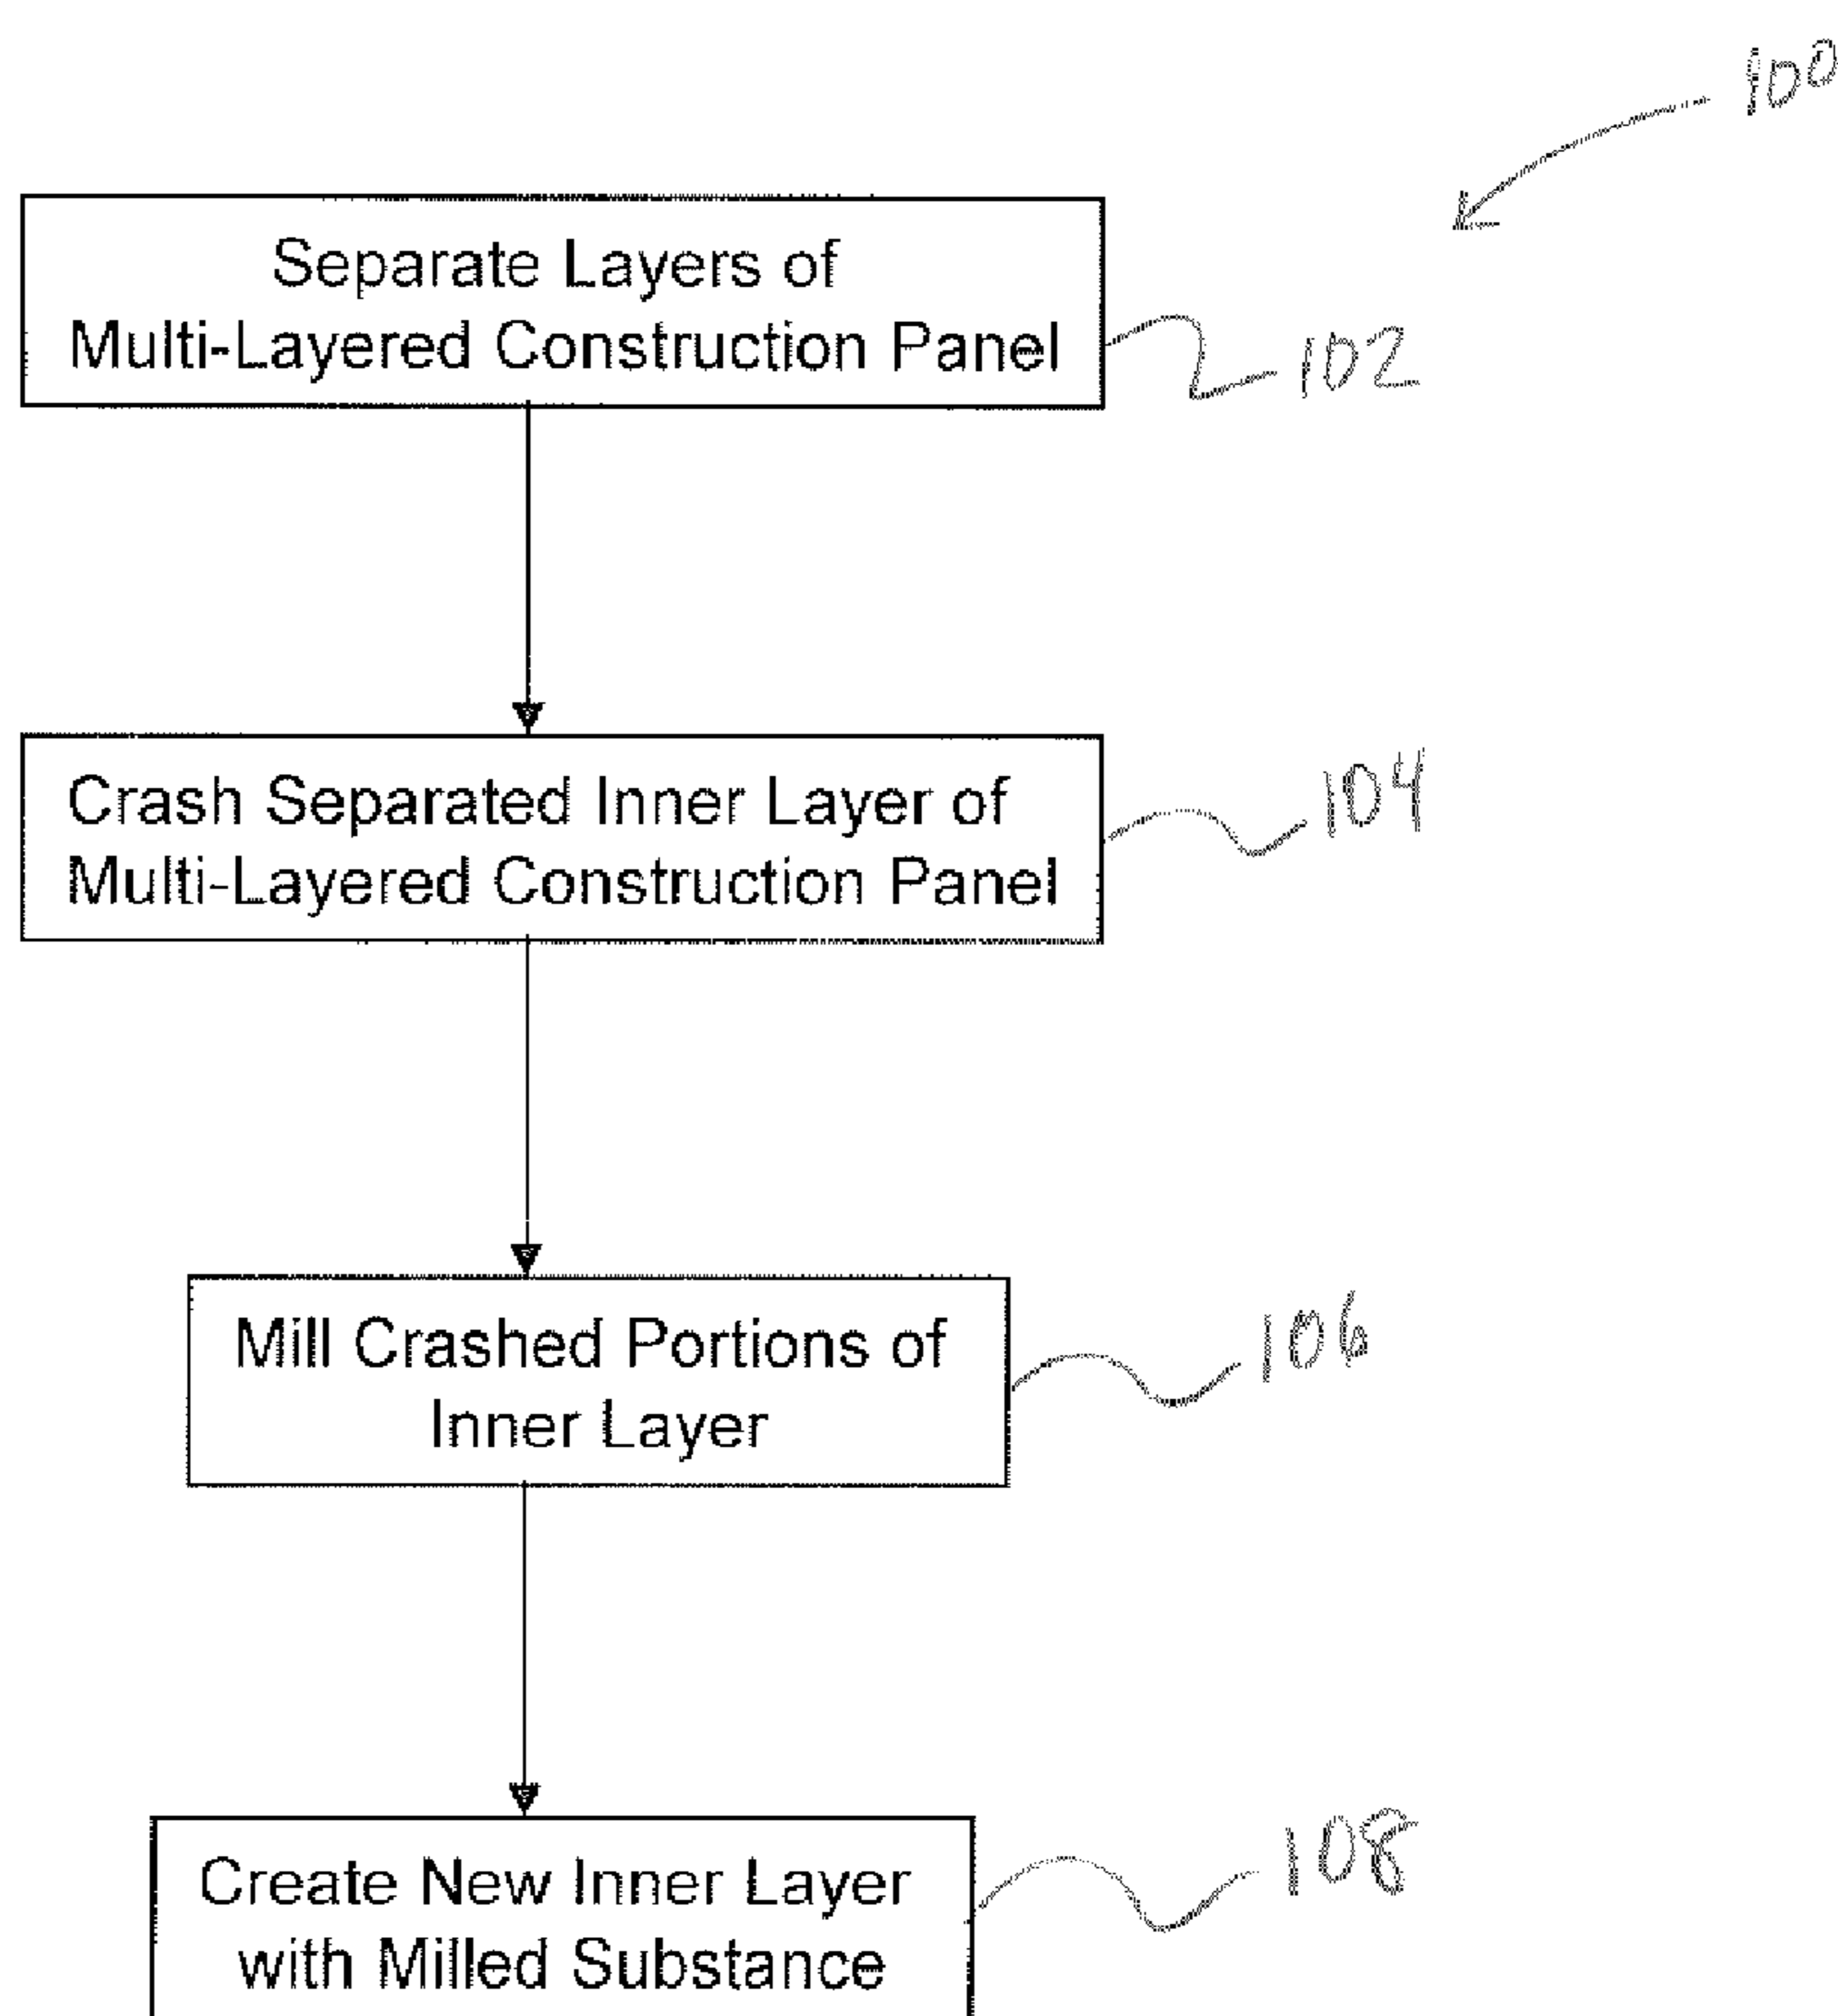 100
Separate Layers of
Multi-Layered Construction Panel
102
Crash Separated Inner Layer of
Multi-Layered Construction Panel
104
Mill Crashed Portions of
Inner Layer
106
Create New Inner Layer
with Milled Substance
108